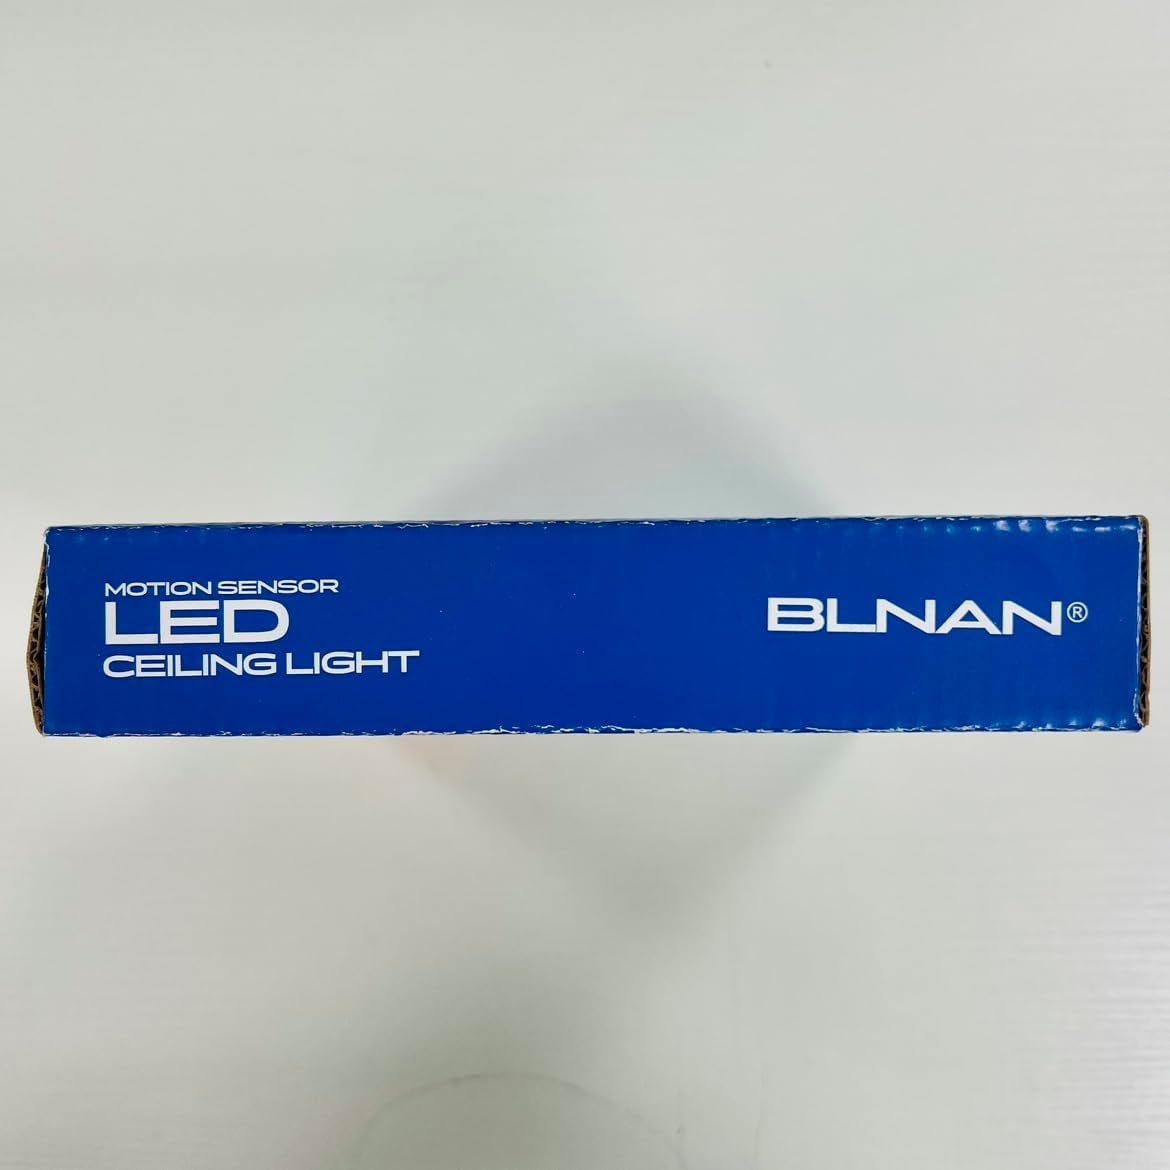 MOTION SENSOR
LED
CEILING LIGHT
BLNAN®